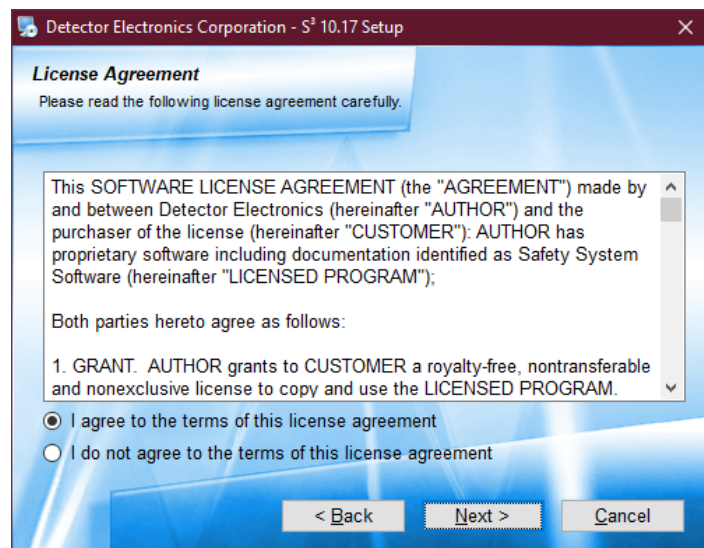 Detector Electronics Corporation - S³ 10.17 Setup
License Agreement
Please read the following license agreement carefully.
This SOFTWARE LICENSE AGREEMENT (the "AGREEMENT") made by
and between Detector Electronics (hereinafter "AUTHOR") and the
purchaser of the license (hereinafter "CUSTOMER"): AUTHOR has
proprietary software including documentation identified as Safety System
Software (hereinafter "LICENSED PROGRAM");
Both parties hereto agree as follows:
1. GRANT. AUTHOR grants to CUSTOMER a royalty-free, nontransferable
and nonexclusive license to copy and use the LICENSED PROGRAM.
I agree to the terms of this license agreement
I do not agree to the terms of this license agreement
< Back Next > Cancel